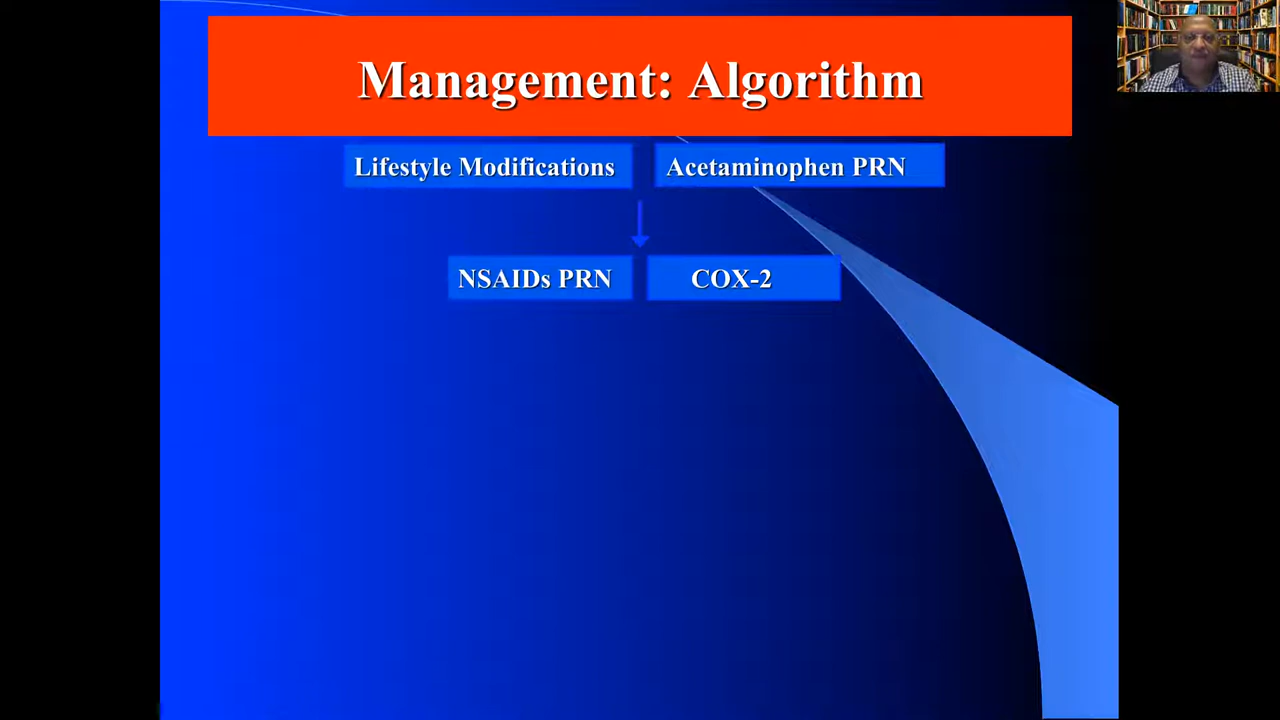 Management: Algorithm
Lifestyle Modifications Acetaminophen PRN
NSAIDs PRN COX-2